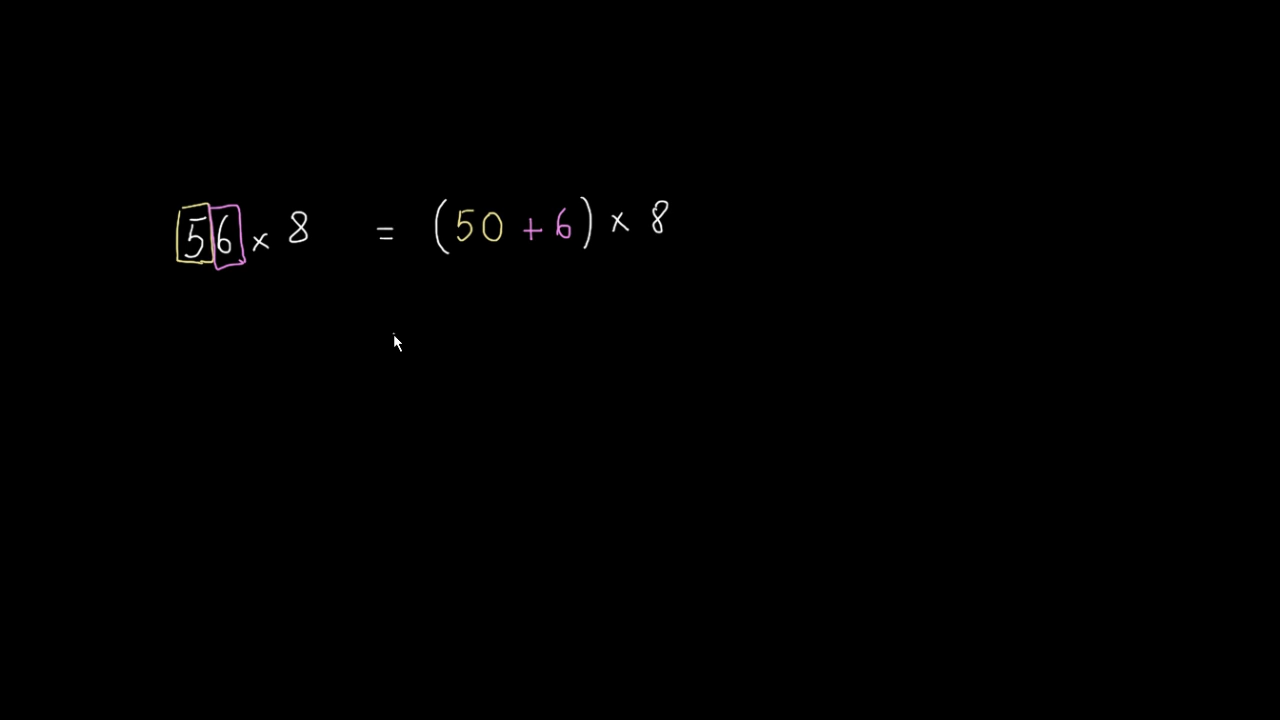 56 × 8 = (50 + 6) × 8